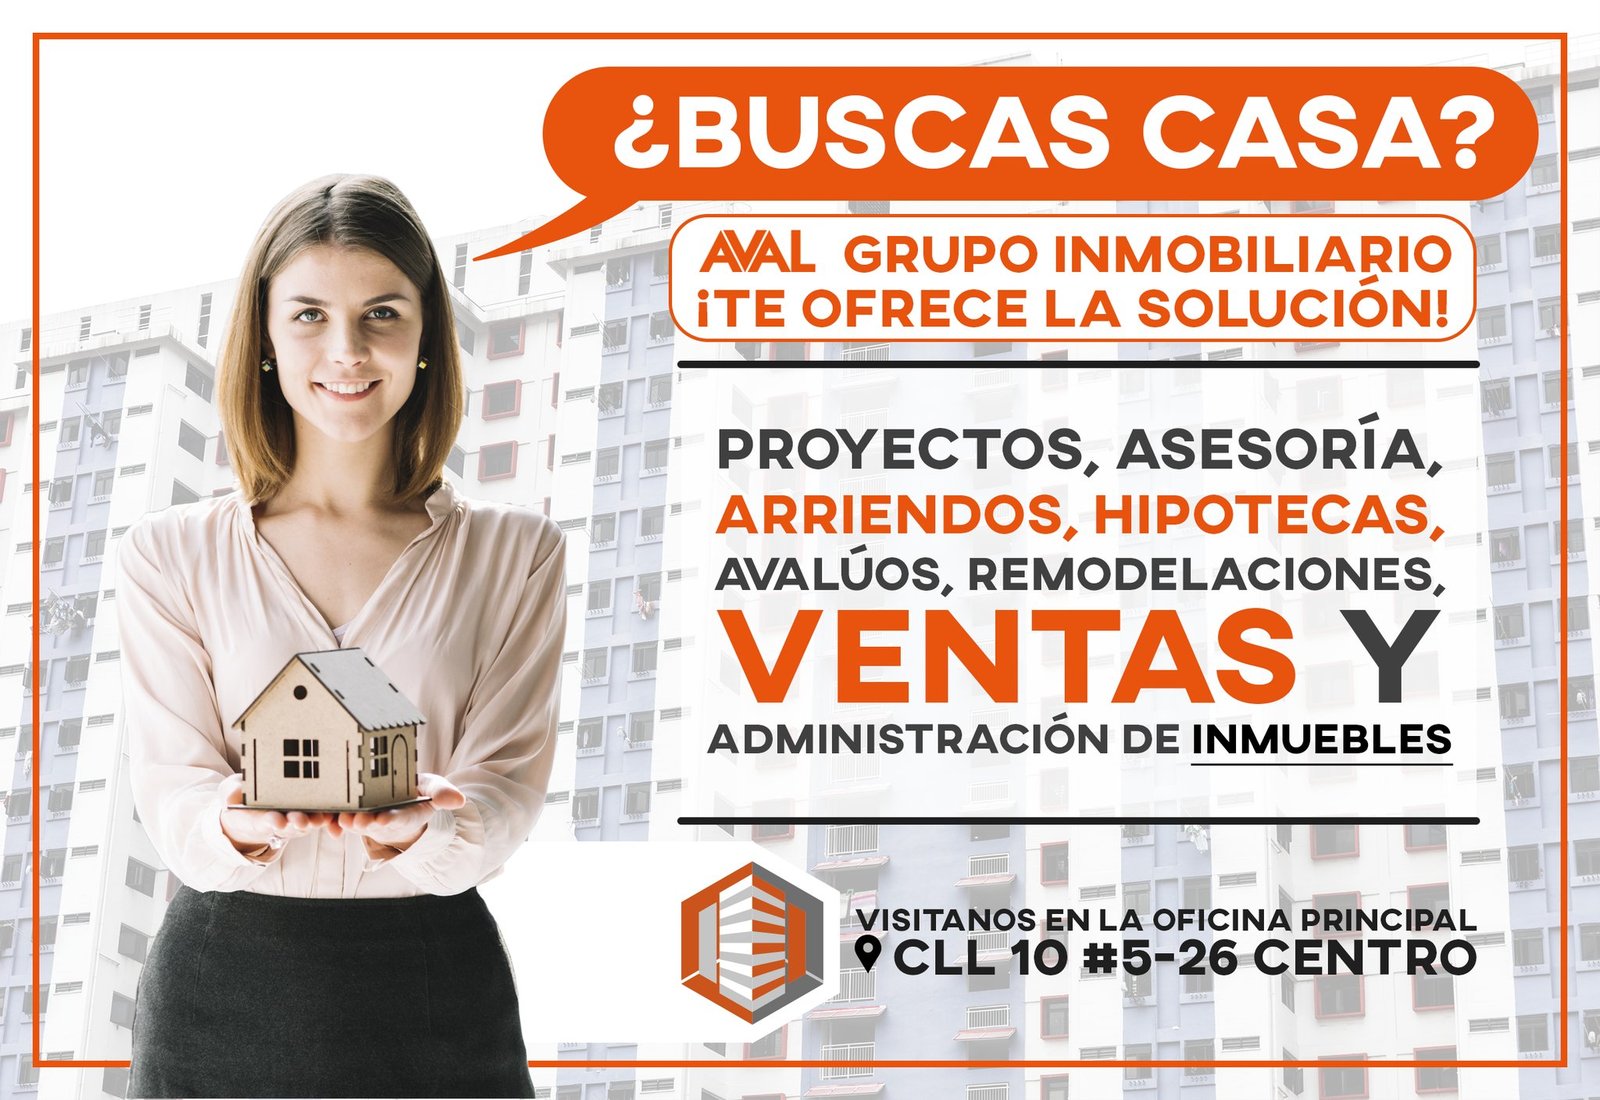 ¿BUSCAS CASA?
AVAL GRUPO INMOBILIARIO
¡TE OFRECE LA SOLUCIÓN!
PROYECTOS, ASESORÍA,
ARRIENDOS, HIPOTECAS,
AVALÚOS, REMODELACIONES,
VENTAS Y
ADMINISTRACIÓN DE INMUEBLES
VISITANOS EN LA OFICINA PRINCIPAL
CLL 10 #5-26 CENTRO